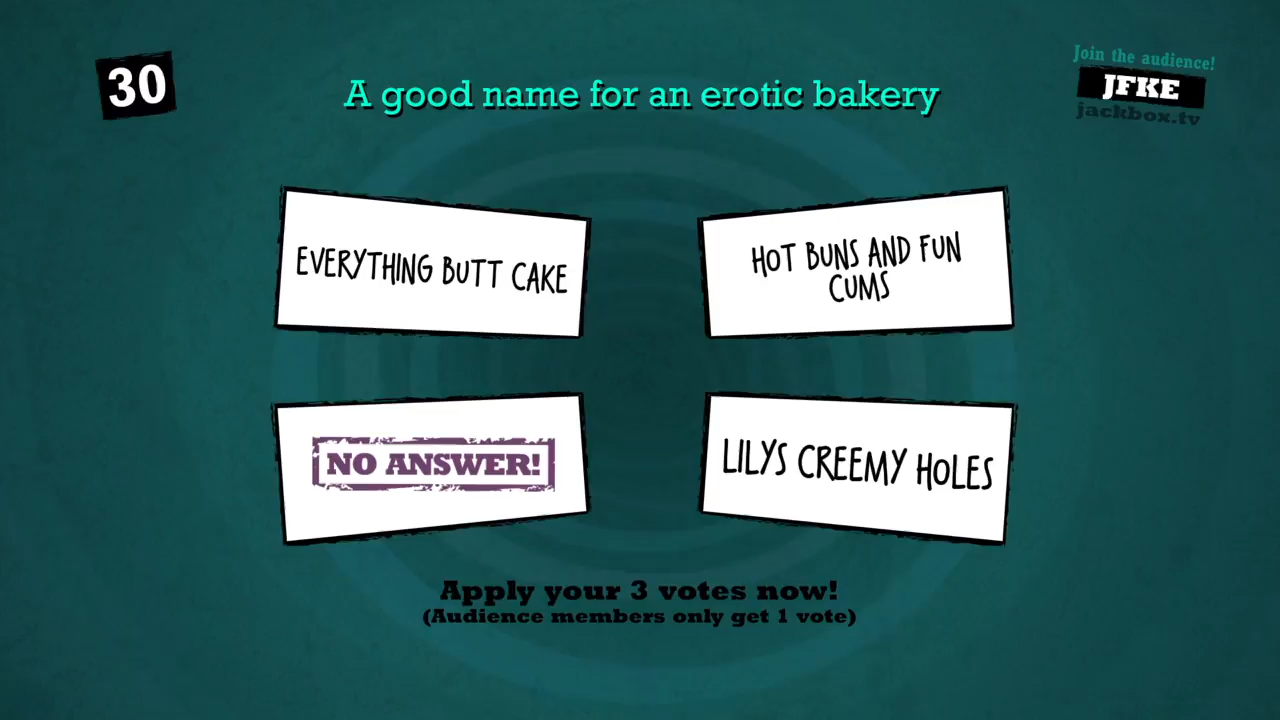 30
A good name for an erotic bakery
Join the audience!
JFKE
jackbox.tv
EVERYTHING BUTT CAKE
HOT BUNS AND FUN
CUMS
NO ANSWER!
LILYS CREEMY HOLES
Apply your 3 votes now!
(Audience members only get 1 vote)